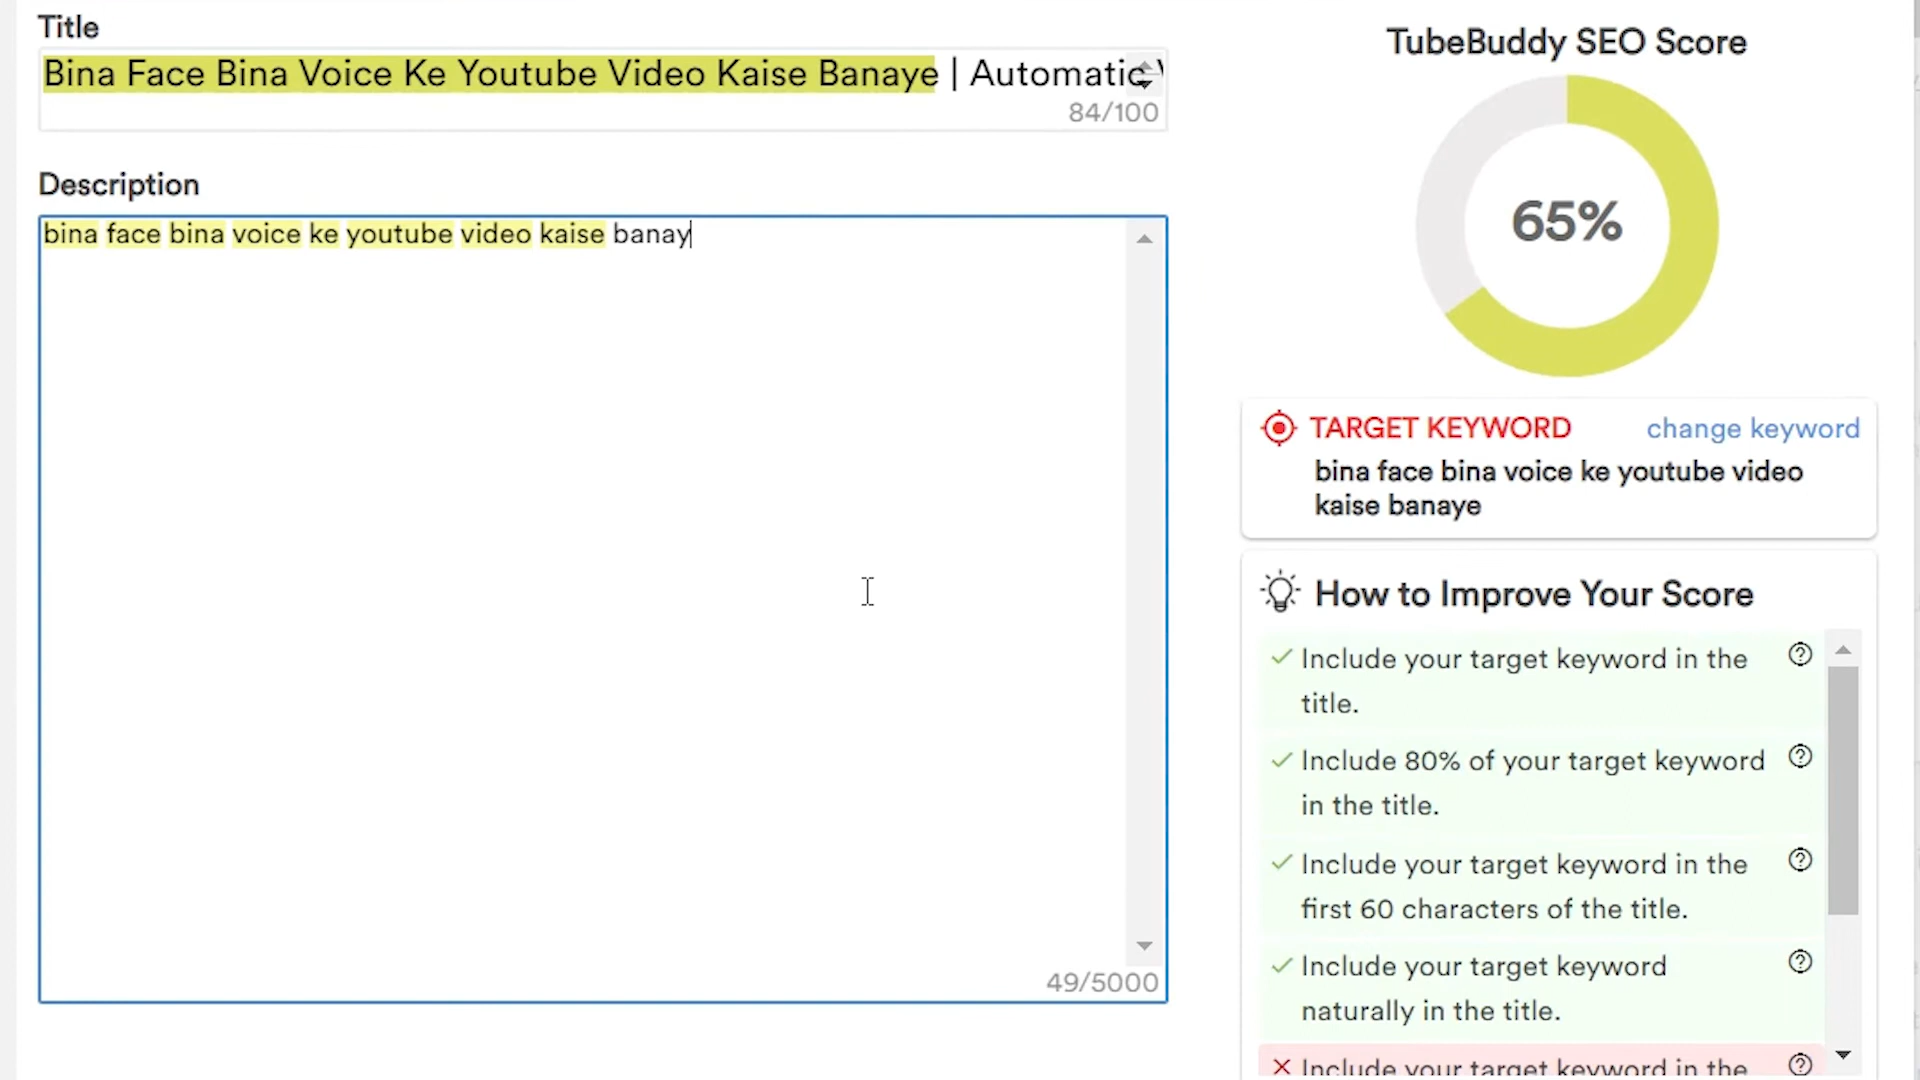 Title
Bina Face Bina Voice Ke Youtube Video Kaise Banaye | Automatic
84/100
Description
bina face bina voice ke youtube video kaise banay
49/5000
TubeBuddy SEO Score
65%
TARGET KEYWORD change keyword
bina face bina voice ke youtube video
kaise banaye
How to Improve Your Score
Include your target keyword in the
title.
Include 80% of your target keyword
in the title.
Include your target keyword in the
first 60 characters of the title.
Include your target keyword
naturally in the title.
Include your target keyword in the